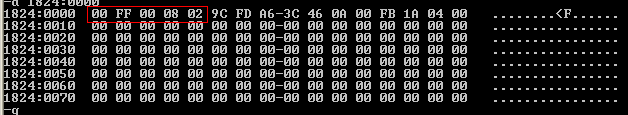 -d 1824:0000
1824:0000  00 FF 00 08 02 9C FD A6-3C 46 0A 00 FB 1A 04 00   ........<F......
1824:0010  00 00 00 00 00 00 00 00-00 00 00 00 00 00 00 00   ................
1824:0020  00 00 00 00 00 00 00 00-00 00 00 00 00 00 00 00   ................
1824:0030  00 00 00 00 00 00 00 00-00 00 00 00 00 00 00 00   ................
1824:0040  00 00 00 00 00 00 00 00-00 00 00 00 00 00 00 00   ................
1824:0050  00 00 00 00 00 00 00 00-00 00 00 00 00 00 00 00   ................
1824:0060  00 00 00 00 00 00 00 00-00 00 00 00 00 00 00 00   ................
1824:0070  00 00 00 00 00 00 00 00-00 00 00 00 00 00 00 00   ................
-q